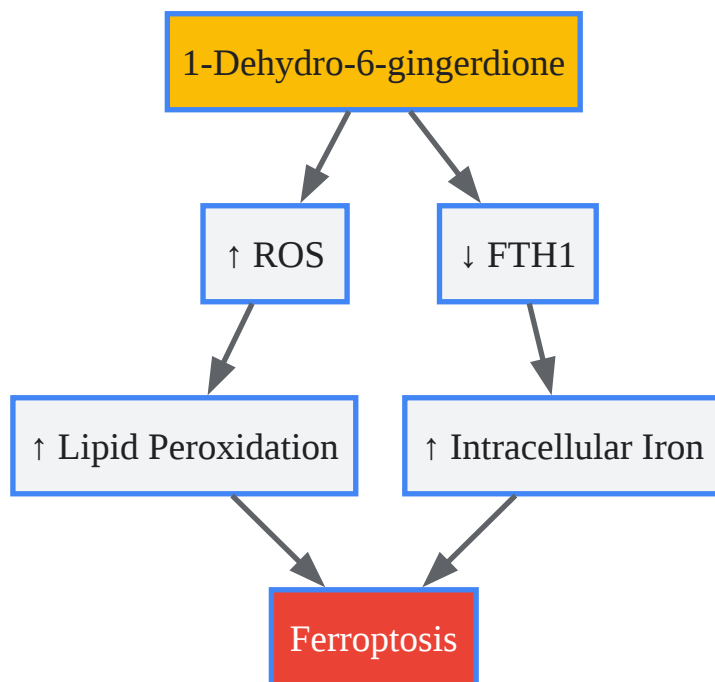 1-Dehydro-6-gingerdione
↑ ROS
↓ FTH1
↑ Lipid Peroxidation
↑ Intracellular Iron
Ferroptosis